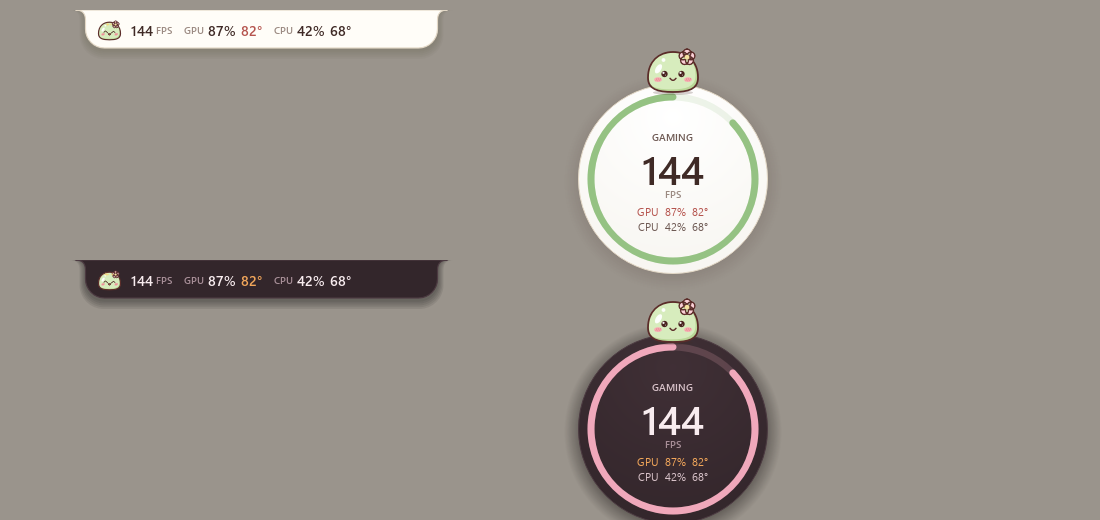 144 FPS GPU 87% 82° CPU 42% 68°
GAMING
144
FPS
GPU 87% 82°
CPU 42% 68°
144 FPS GPU 87% 82° CPU 42% 68°
GAMING
144
FPS
GPU 87% 82°
CPU 42% 68°